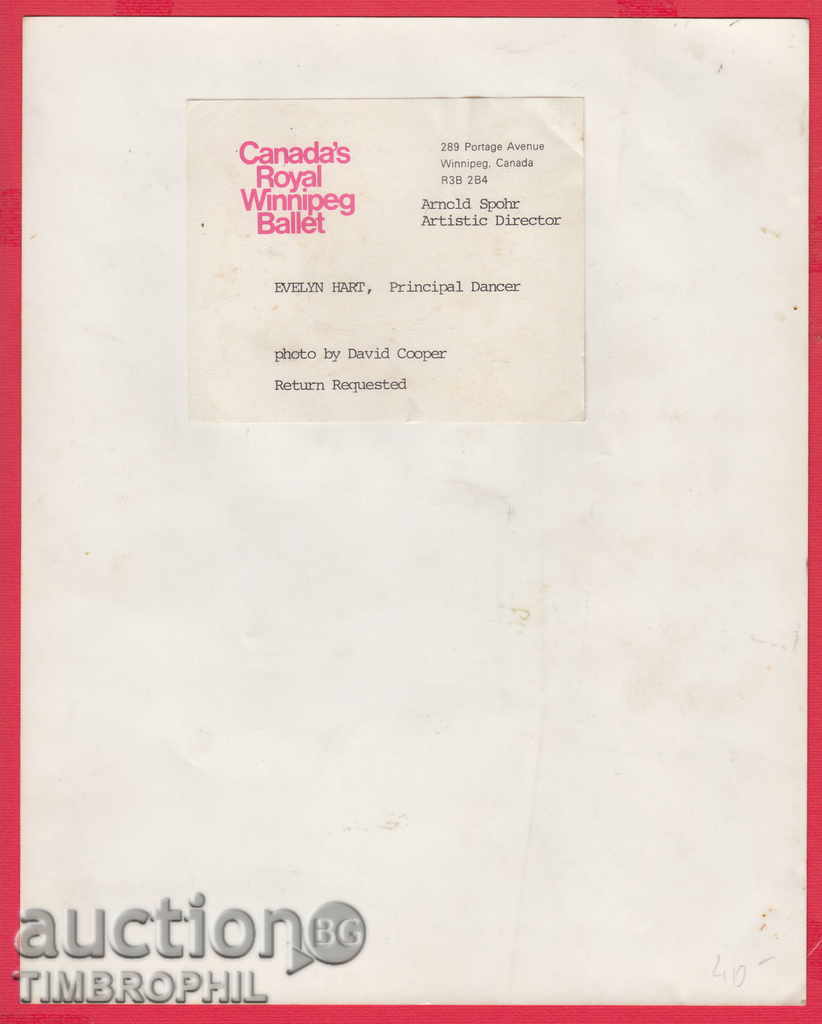 Canada's
Royal
Winnipeg
Ballet
289 Portage Avenue
Winnipeg, Canada
R3B 2B4
Arnold Spohr
Artistic Director
EVELYN HART, Principal Dancer
photo by David Cooper
Return Requested
40-
auction BG
TIMBROPHIL